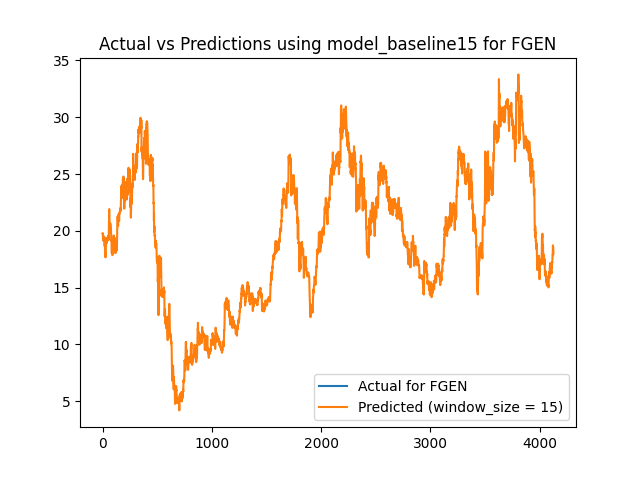 Actual vs Predictions using model_baseline15 for FGEN
35
30
25
20
15
10
5
0 1000 2000 3000 4000
Actual for FGEN
Predicted (window_size = 15)